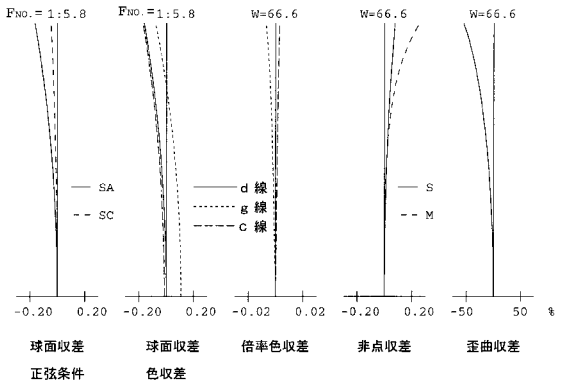 FNO.=1:5.8 FNO.=1:5.8 W=66.6 W=66.6 W=66.6
SA d 線 S
SC g 線 M
c 線
-0.20 0.20 -0.20 0.20 -0.02 0.02 -0.20 0.20 -50 50 %
球面収差 球面収差 倍率色収差 非点収差 歪曲収差
正弦条件 色収差